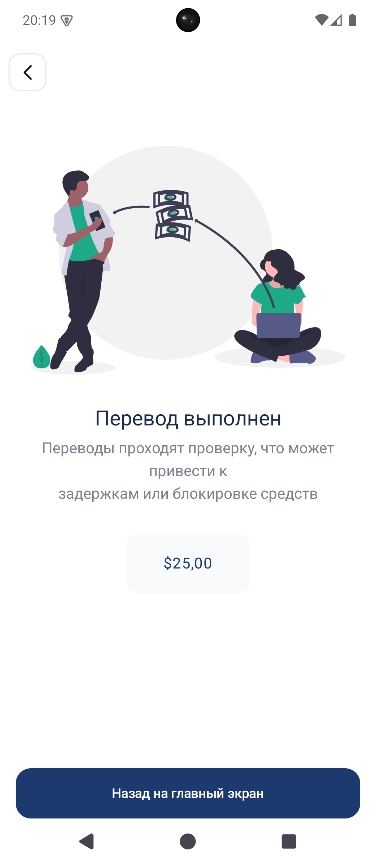 20:19
Перевод выполнен
Переводы проходят проверку, что может
привести к
задержкам или блокировке средств
$25,00
Назад на главный экран